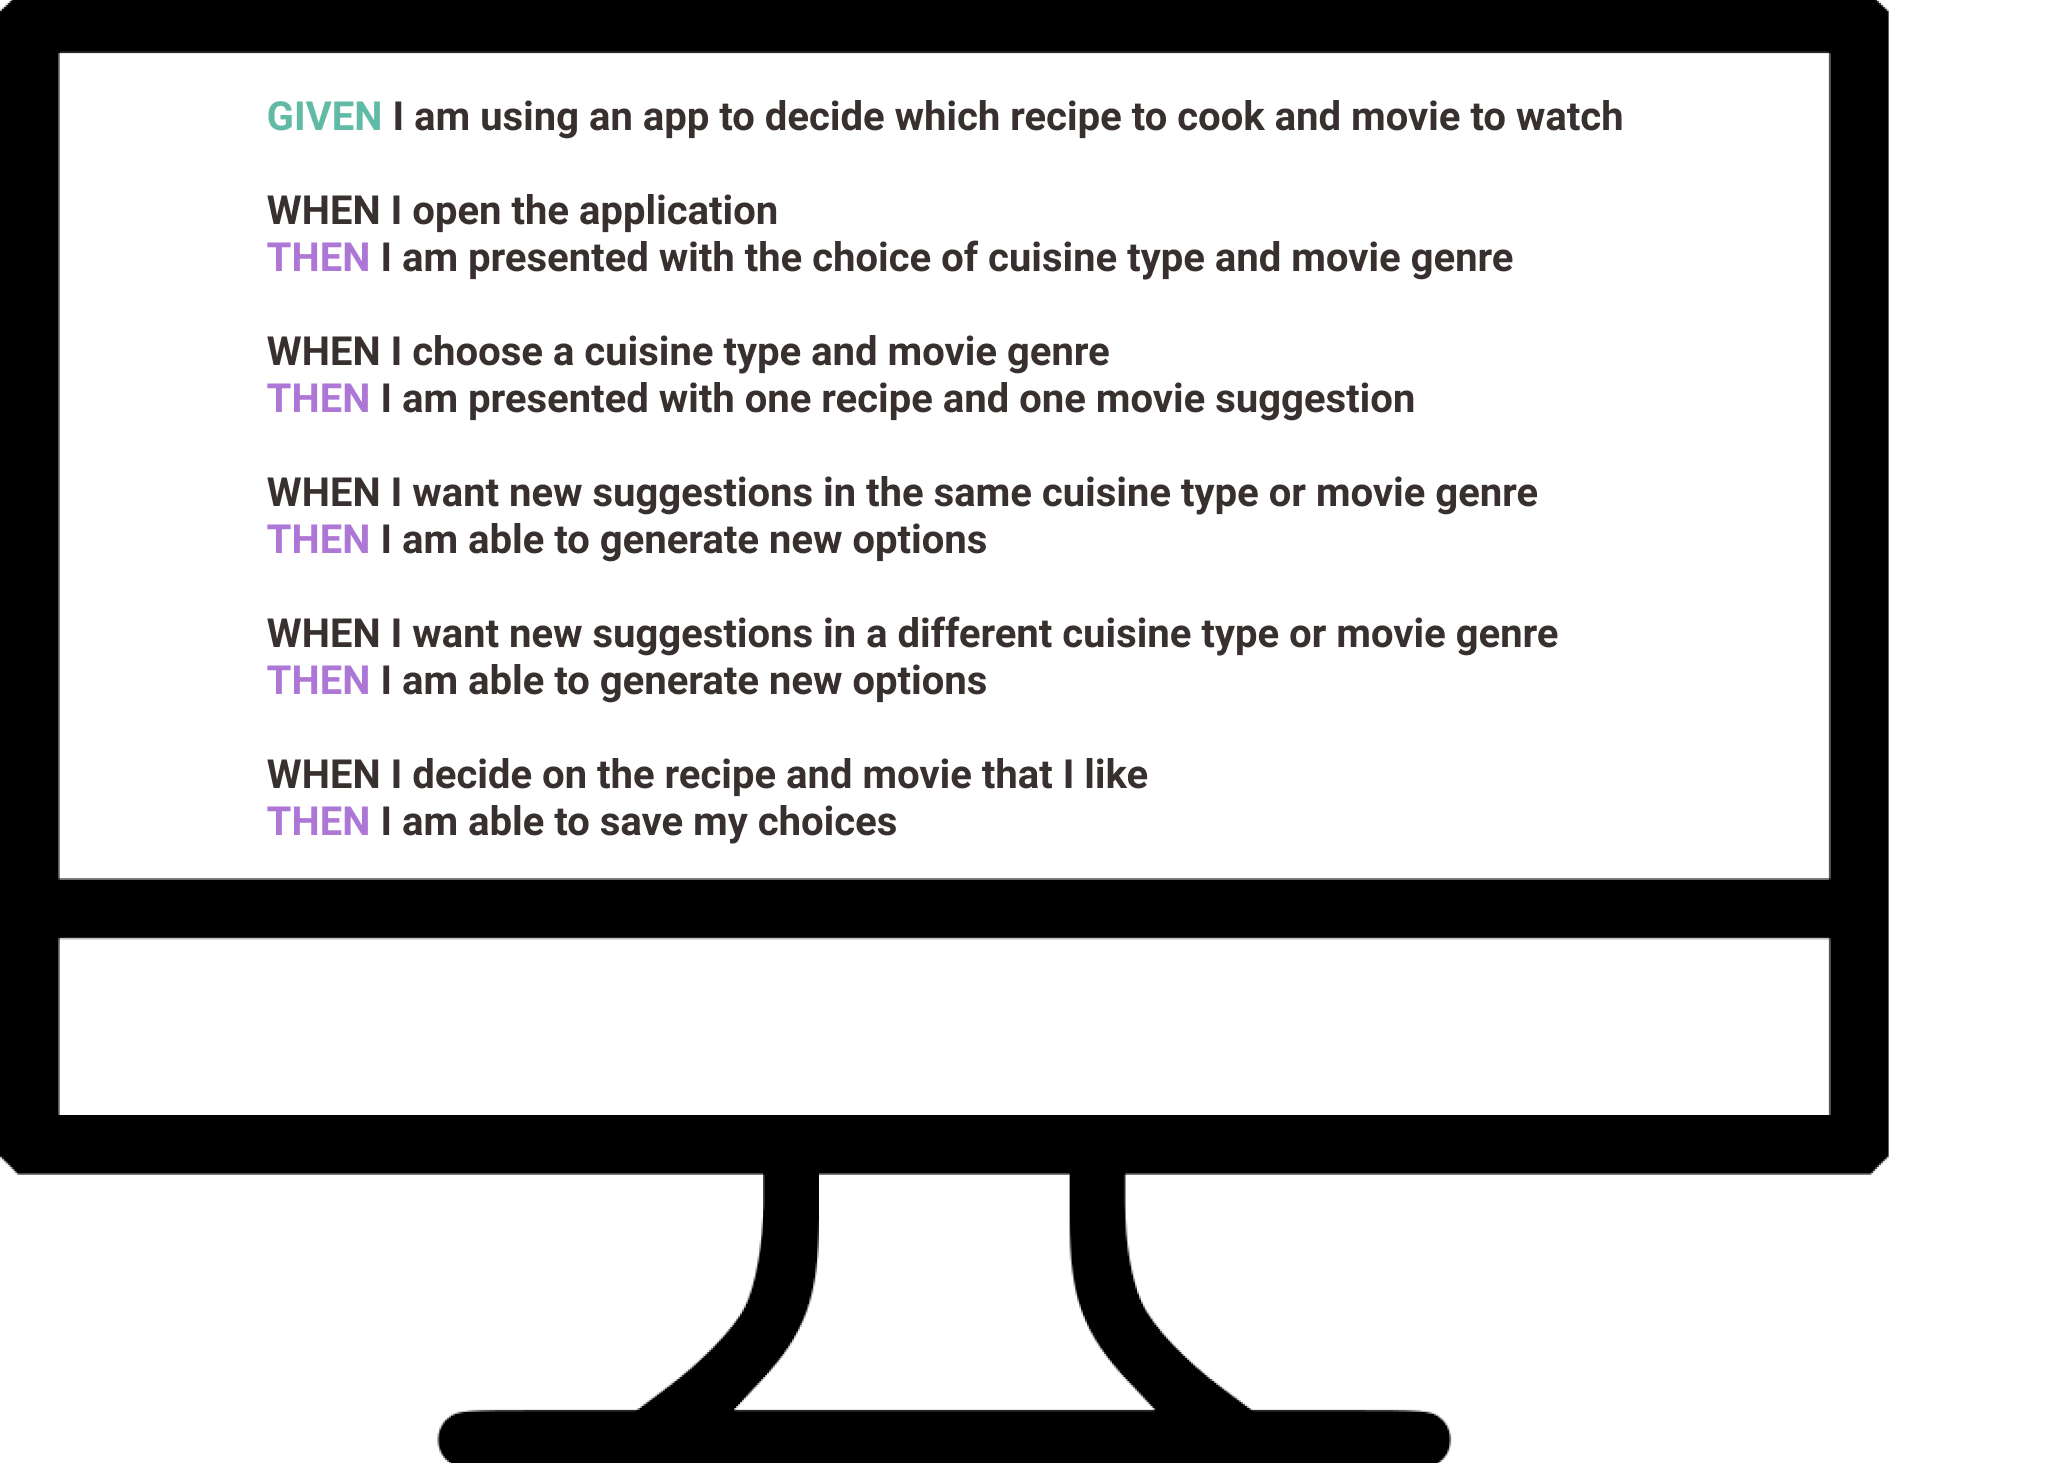 GIVEN I am using an app to decide which recipe to cook and movie to watch
WHEN I open the application
THEN I am presented with the choice of cuisine type and movie genre
WHEN I choose a cuisine type and movie genre
THEN I am presented with one recipe and one movie suggestion
WHEN I want new suggestions in the same cuisine type or movie genre
THEN I am able to generate new options
WHEN I want new suggestions in a different cuisine type or movie genre
THEN I am able to generate new options
WHEN I decide on the recipe and movie that I like
THEN I am able to save my choices